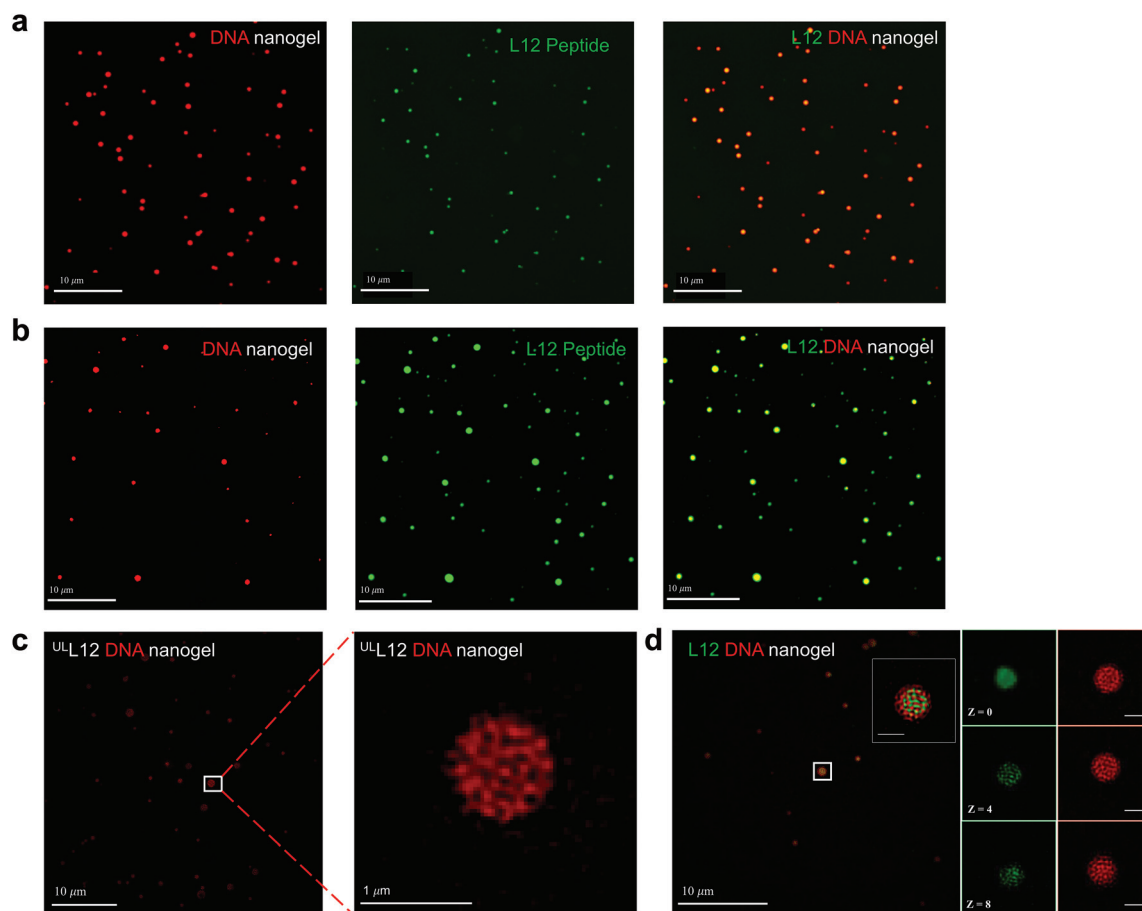 a
DNA nanogel
L12 Peptide
L12 DNA nanogel
10 μm
10 μm
10 μm
b
DNA nanogel
L12 Peptide
L12 DNA nanogel
10 μm
10 μm
10 μm
c
ULL12 DNA nanogel
ULL12 DNA nanogel
10 μm
1 μm
d
L12 DNA nanogel
10 μm
Z = 0
Z = 4
Z = 8